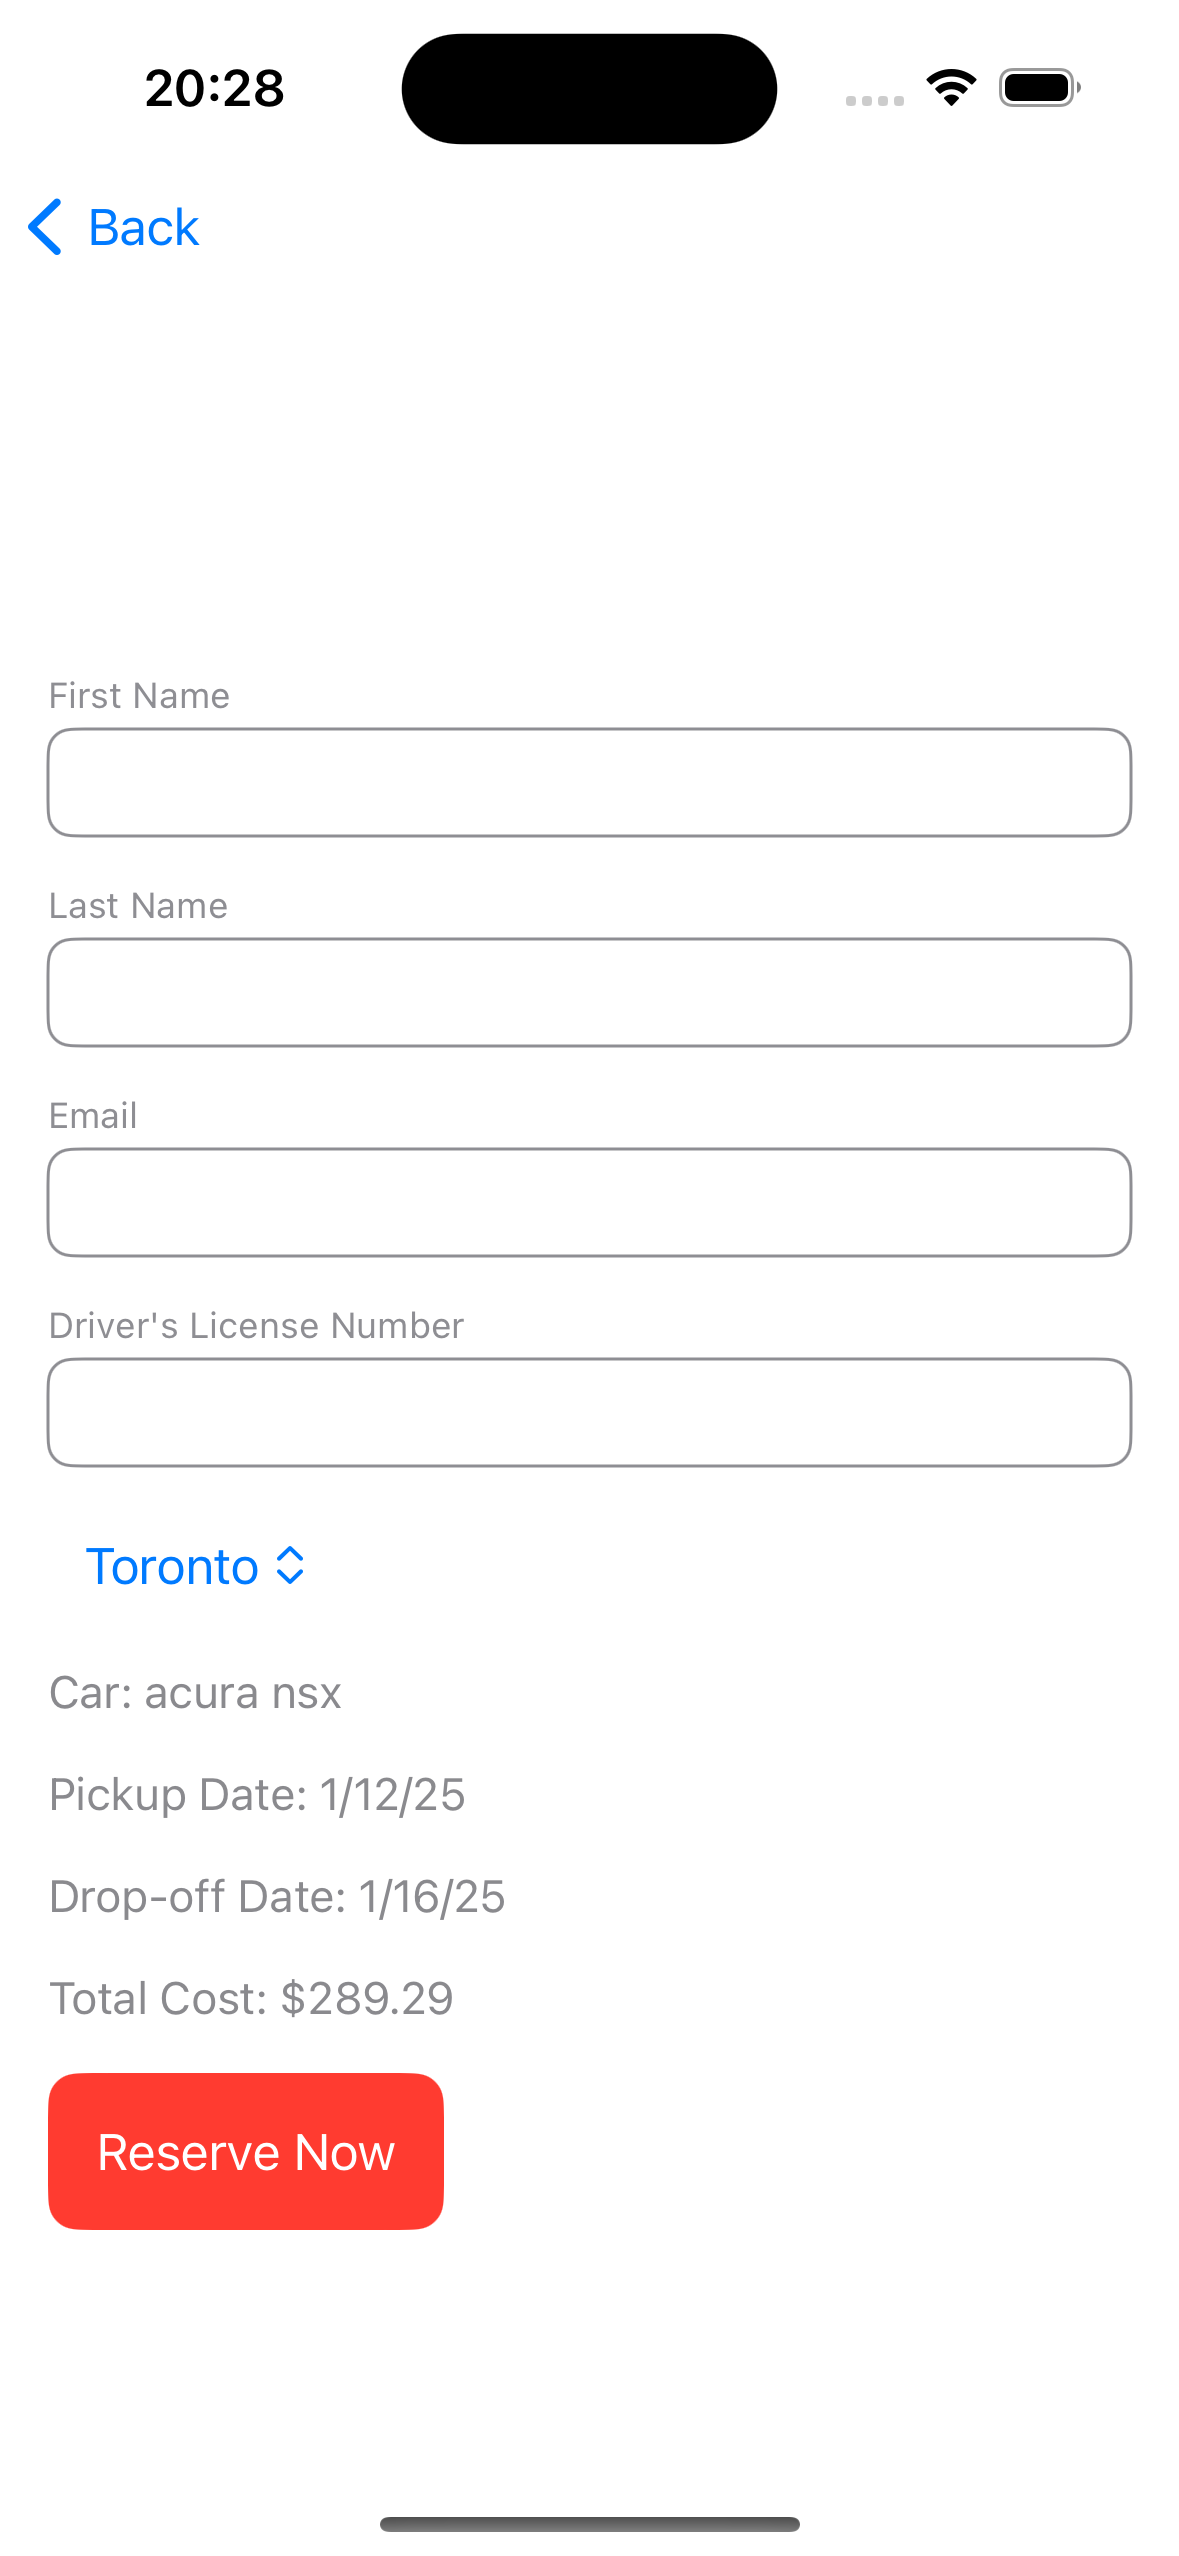 20:28
Back
First Name
Last Name
Email
Driver's License Number
Toronto
Car: acura nsx
Pickup Date: 1/12/25
Drop-off Date: 1/16/25
Total Cost: $289.29
Reserve Now